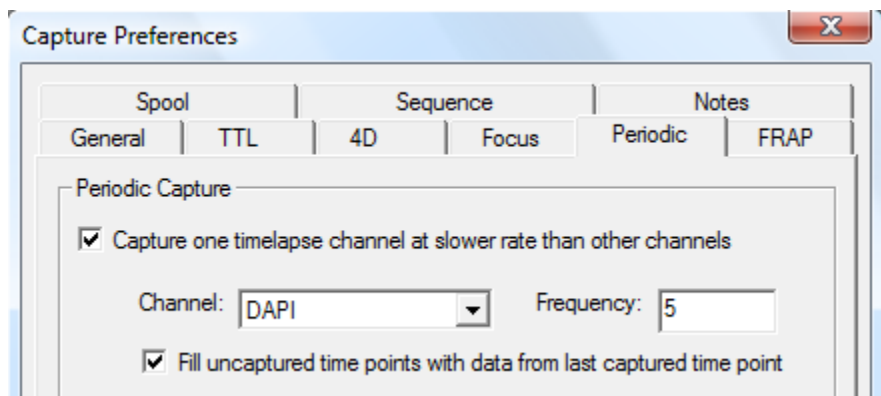 Capture Preferences
X
Spool Sequence Notes
General TTL 4D Focus Periodic FRAP
Periodic Capture
Capture one timelapse channel at slower rate than other channels
Channel: DAPI Frequency: 5
Fill uncaptured time points with data from last captured time point